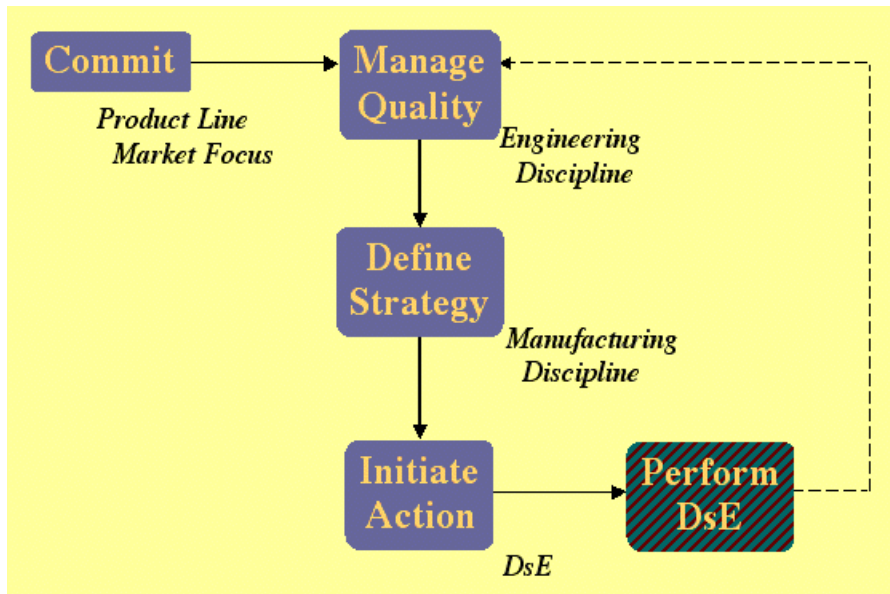 Commit
Manage
Quality
Product Line
Market Focus
Engineering
Discipline
Define
Strategy
Manufacturing
Discipline
Initiate
Action
Perform
DsE
DsE